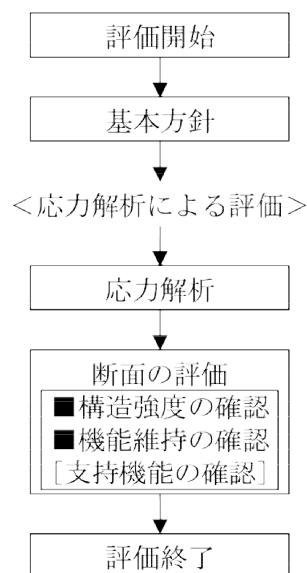 評価開始
基本方針
＜応力解析による評価＞
応力解析
断面の評価
■構造強度の確認
■機能維持の確認
[支持機能の確認]
評価終了